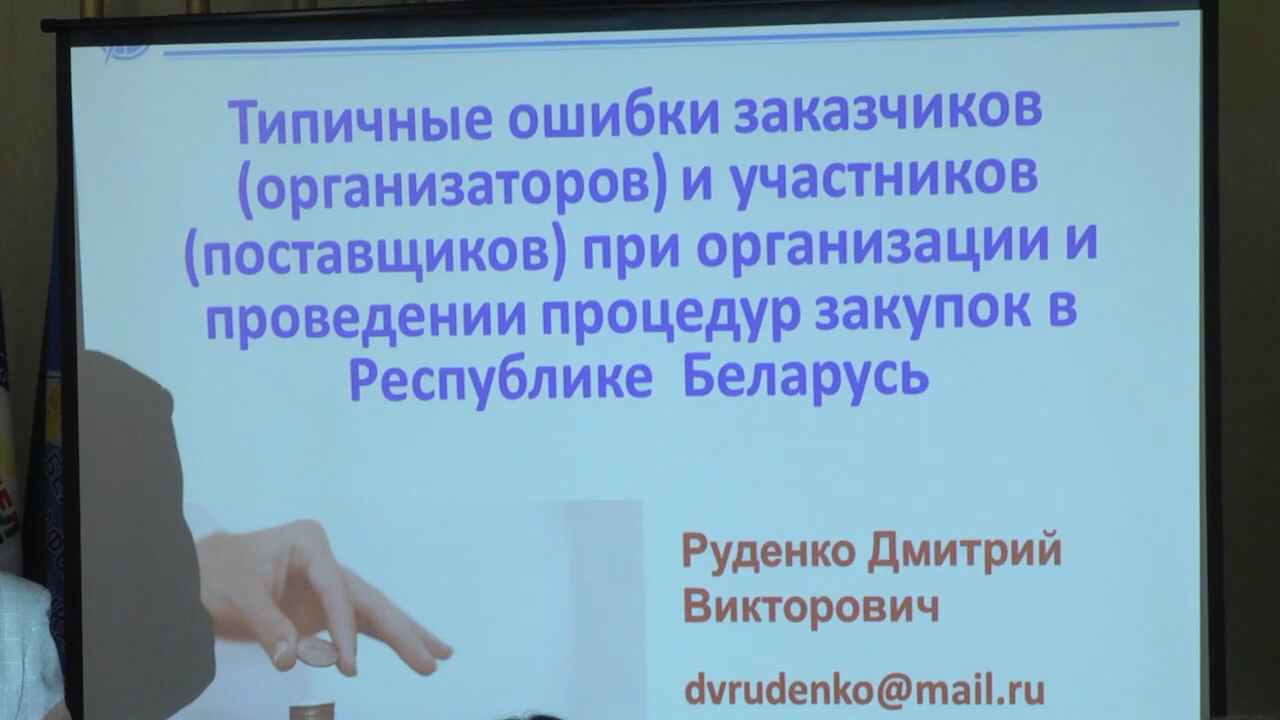 Типичные ошибки заказчиков
(организаторов) и участников
(поставщиков) при организации и
проведении процедур закупок в
Республике Беларусь
Руденко Дмитрий
Викторович
dvrudenko@mail.ru